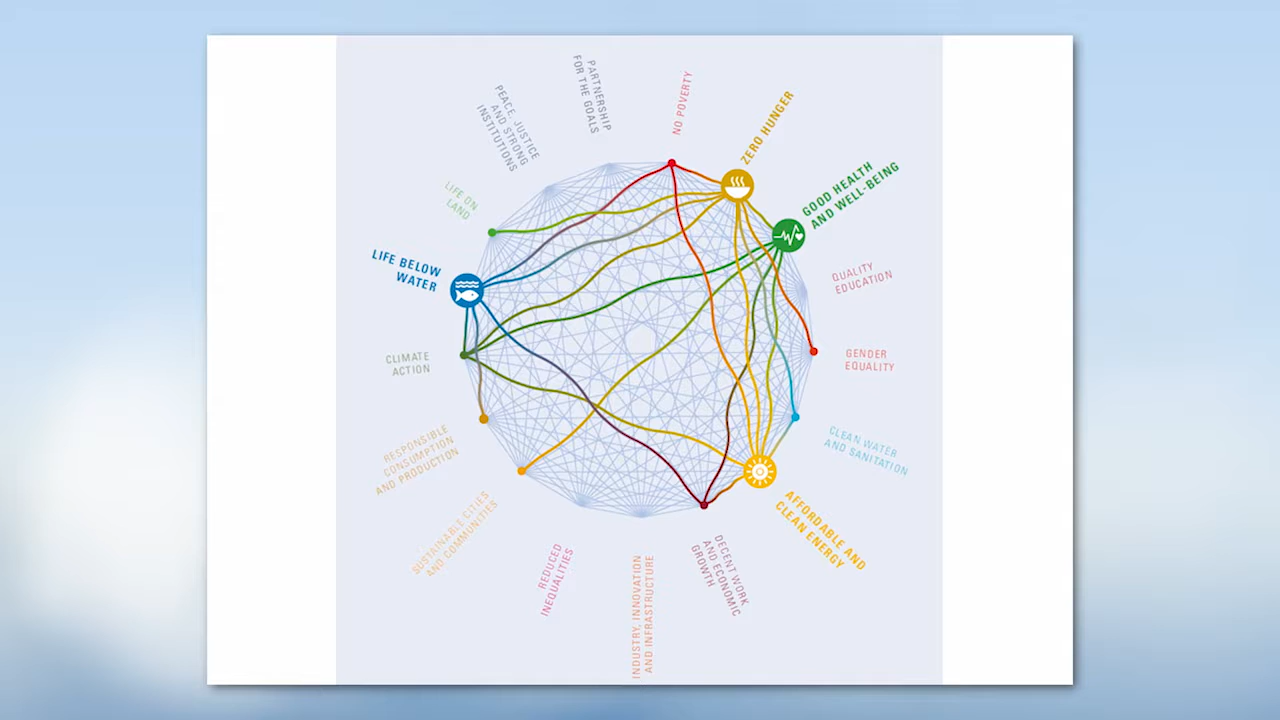 NO POVERTY
ZERO HUNGER
GOOD HEALTH
AND WELL-BEING
QUALITY
EDUCATION
GENDER
EQUALITY
CLEAN WATER
AND SANITATION
AFFORDABLE AND
CLEAN ENERGY
DECENT WORK
AND ECONOMIC
GROWTH
INDUSTRY, INNOVATION
AND INFRASTRUCTURE
REDUCED
INEQUALITIES
SUSTAINABLE CITIES
AND COMMUNITIES
RESPONSIBLE
CONSUMPTION
AND PRODUCTION
CLIMATE
ACTION
LIFE BELOW
WATER
LIFE ON
LAND
PEACE, JUSTICE
AND STRONG
INSTITUTIONS
PARTNERSHIP
FOR THE GOALS